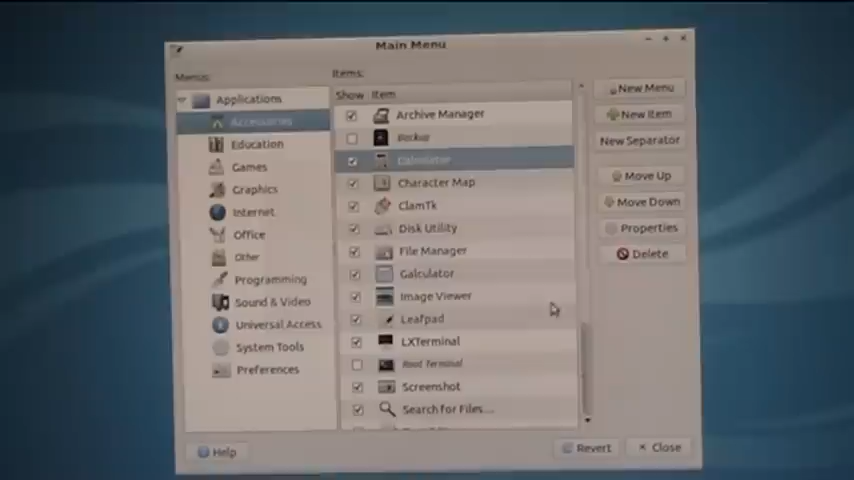 Main Menu
Menus:
Items:
Show Item
Applications
Accessories
Education
Games
Graphics
Internet
Office
Other
Programming
Sound & Video
Universal Access
System Tools
Preferences
Archive Manager
Backup
Calculator
Character Map
ClamTk
Disk Utility
File Manager
Galculator
Image Viewer
Leafpad
LXTerminal
Root Terminal
Screenshot
Search for Files...
New Menu
New Item
New Separator
Move Up
Move Down
Properties
Delete
Help
Revert
Close